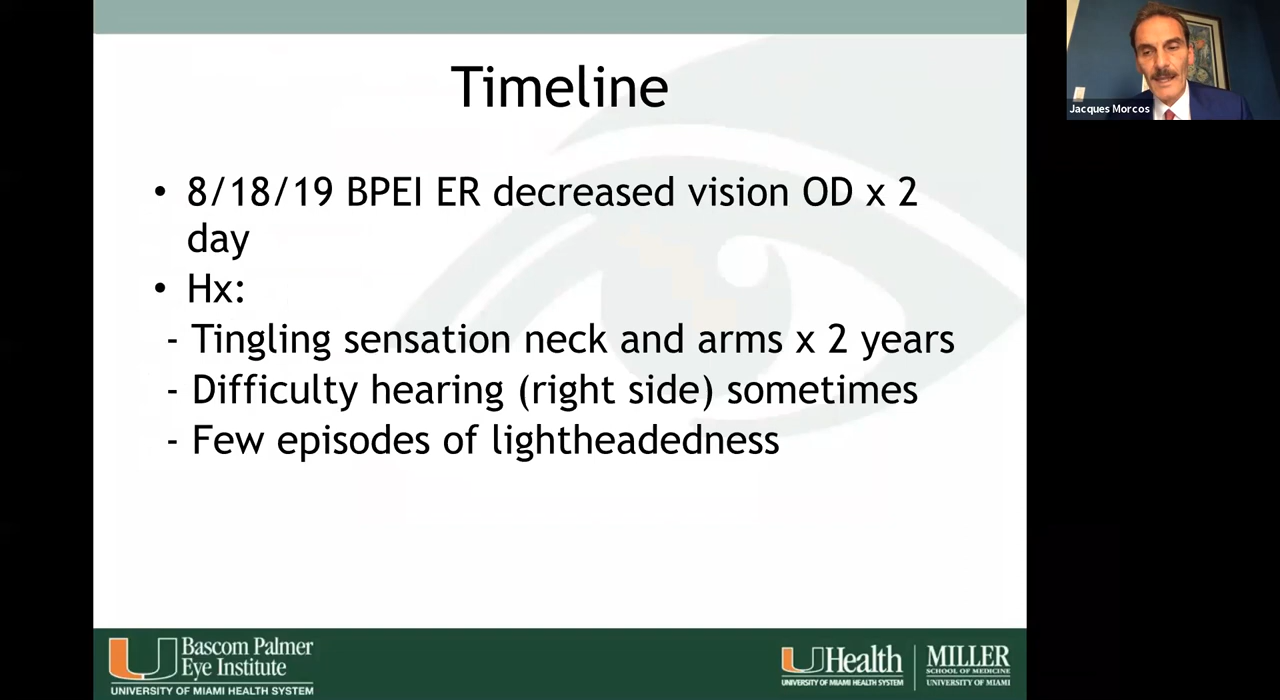 Timeline
• 8/18/19 BPEI ER decreased vision OD x 2
day
• Hx:
- Tingling sensation neck and arms x 2 years
- Difficulty hearing (right side) sometimes
- Few episodes of lightheadedness
Jacques Morcos
Bascom Palmer
Eye Institute
UNIVERSITY OF MIAMI HEALTH SYSTEM
UHealth
UNIVERSITY OF MIAMI HEALTH SYSTEM
MILLER
SCHOOL OF MEDICINE
UNIVERSITY OF MIAMI